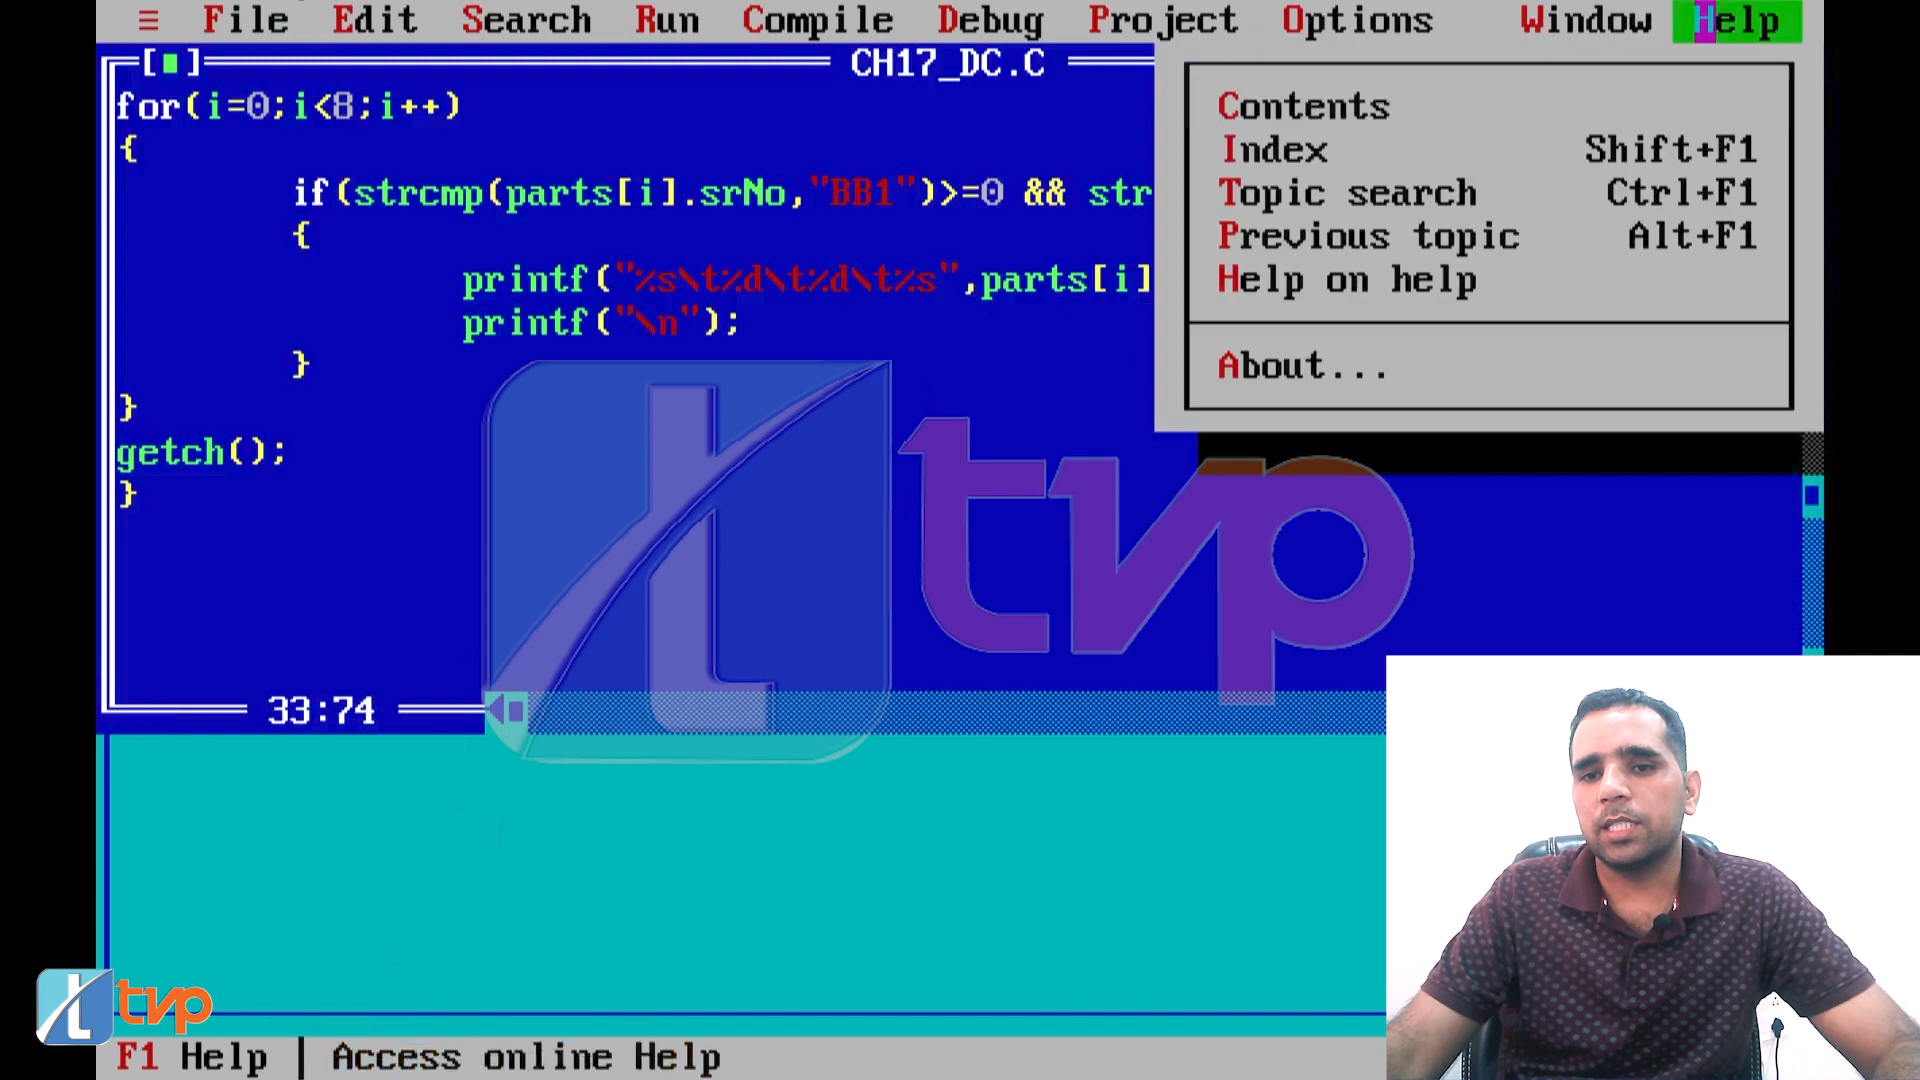 ≡ File Edit Search Run Compile Debug Project Options Window Help
[■] CH17_DC.C
for(i=0;i<8;i++)
{
if(strcmp(parts[i].srNo,"BB1")>=0 && str
{
printf("%s\t%d\t%d\t%s",parts[i]
printf("\n");
}
}
getch();
}
33:74
Contents
Index Shift+F1
Topic search Ctrl+F1
Previous topic Alt+F1
Help on help
About...
tvp
tvp
F1 Help | Access online Help